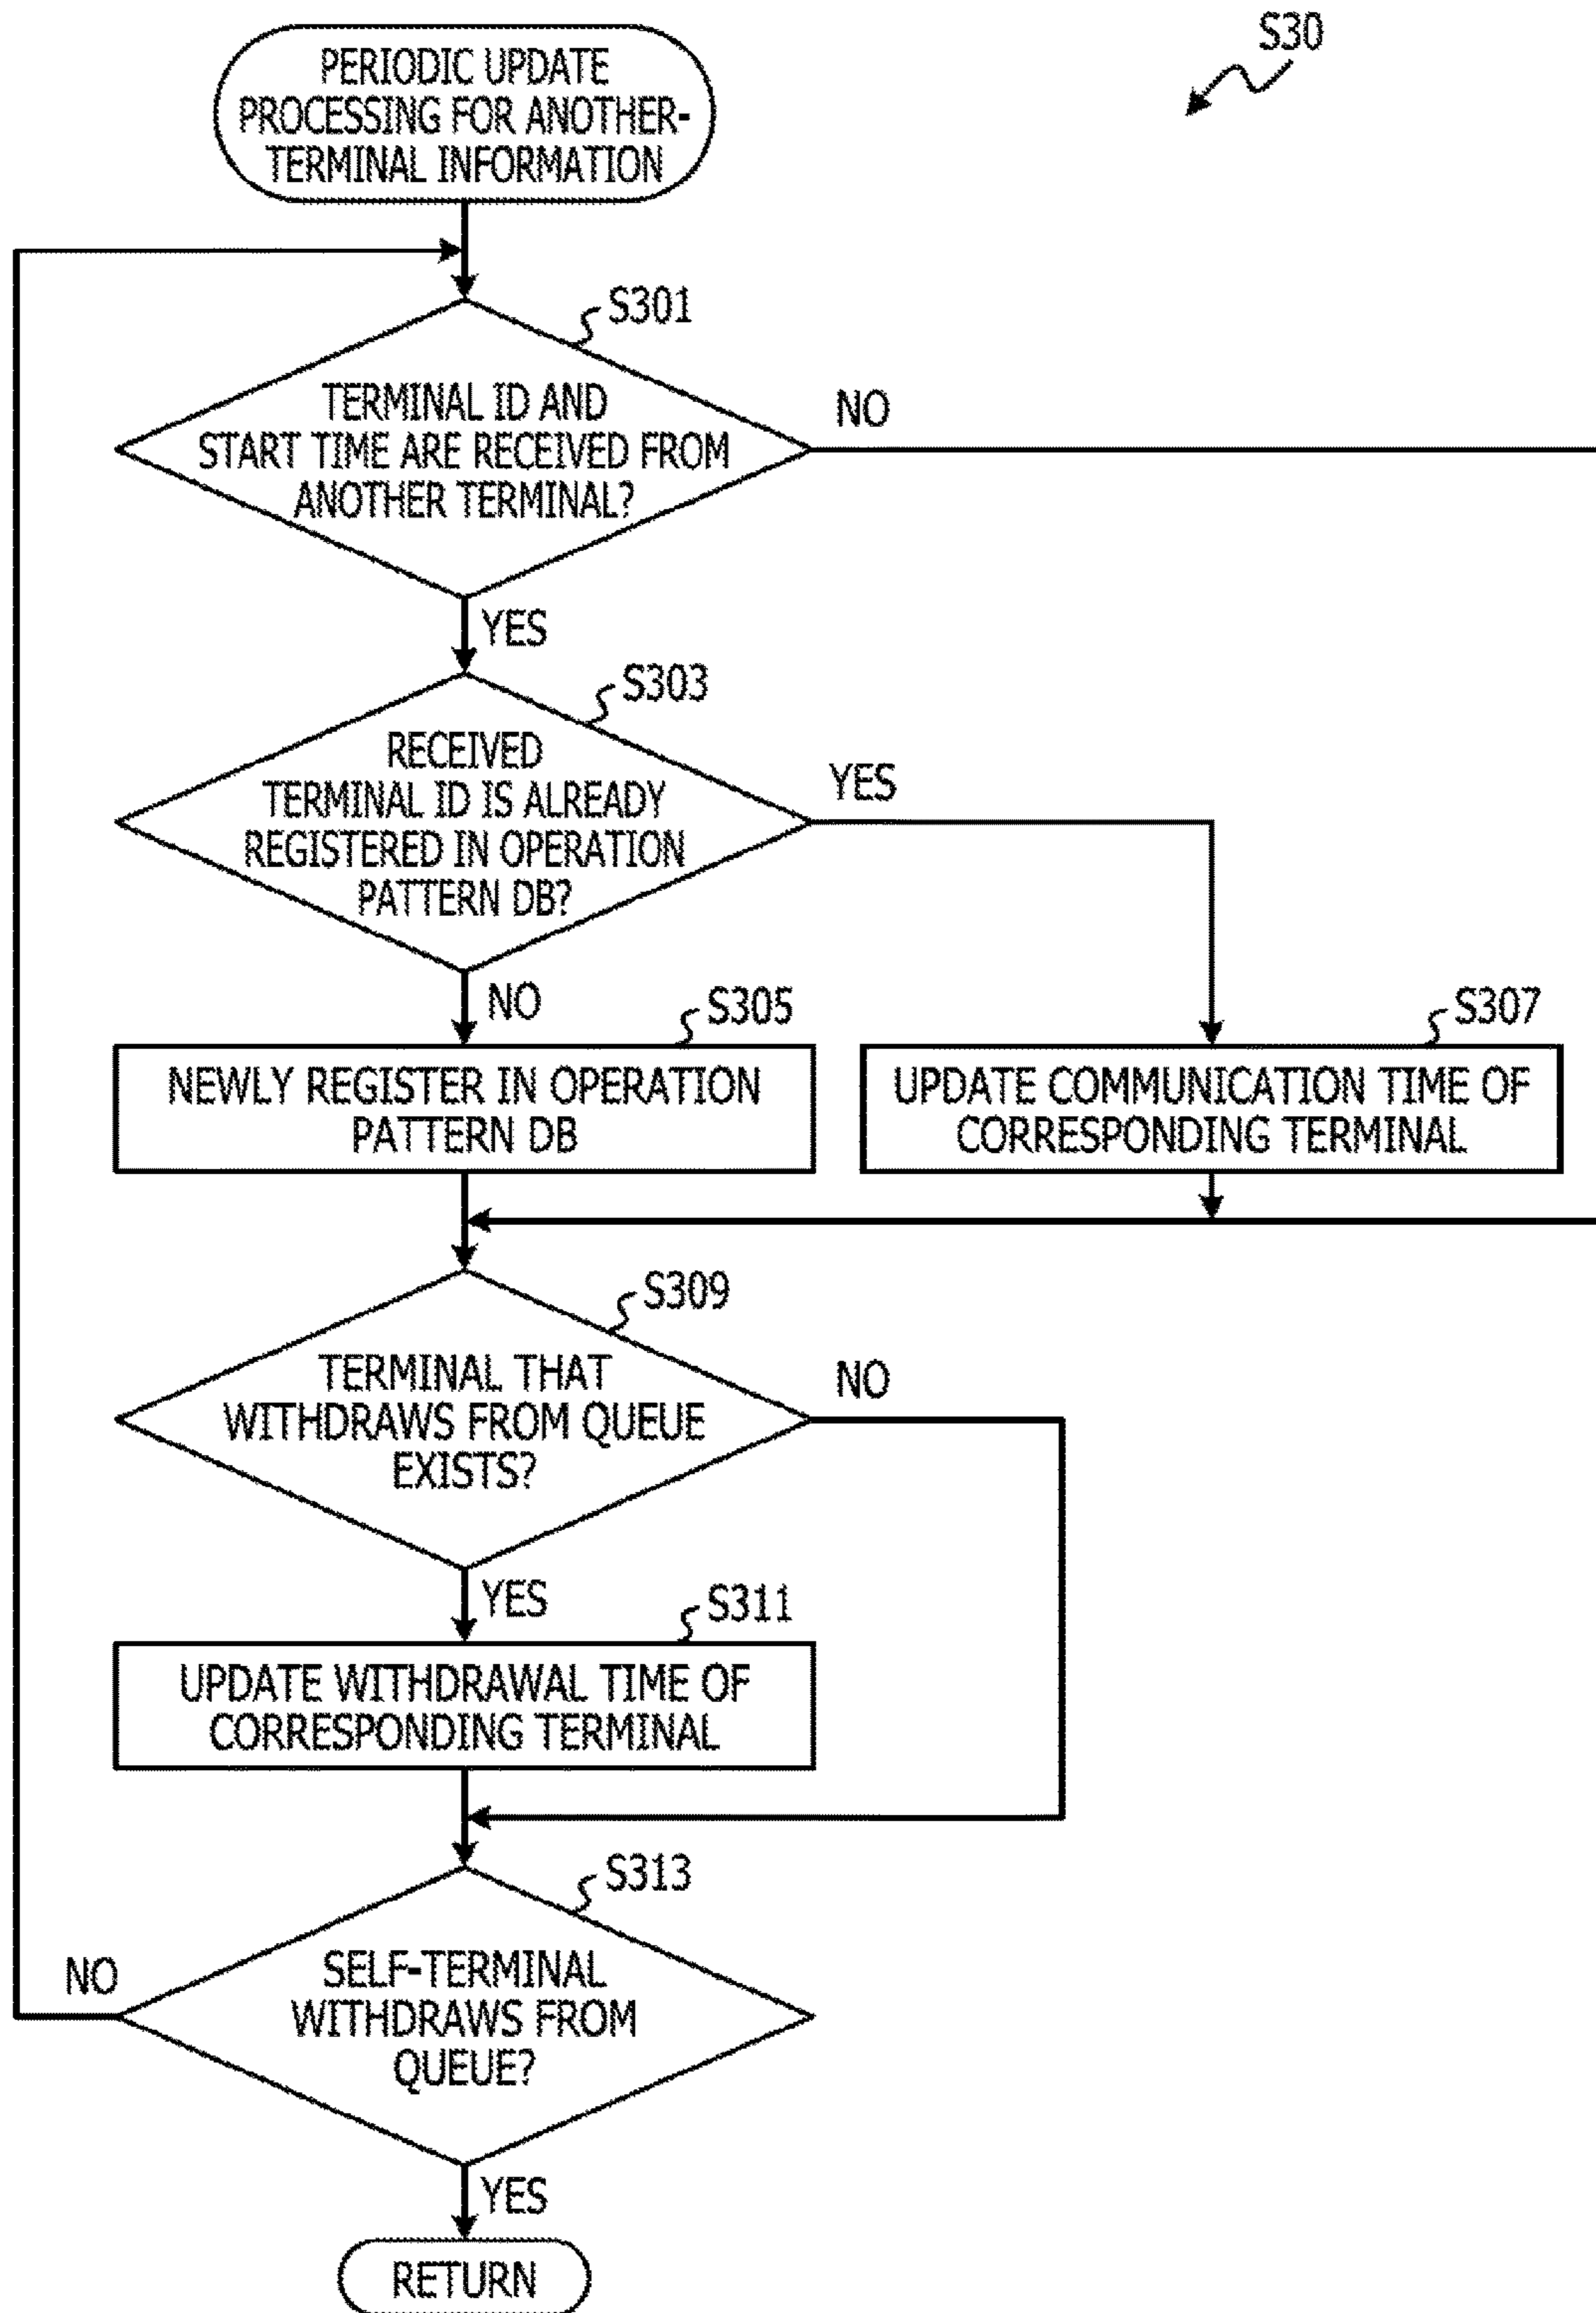 S30
PERIODIC UPDATE
PROCESSING FOR ANOTHER-
TERMINAL INFORMATION
S301
TERMINAL ID AND
START TIME ARE RECEIVED FROM
ANOTHER TERMINAL?
NO
YES
S303
RECEIVED
TERMINAL ID IS ALREADY
REGISTERED IN OPERATION
PATTERN DB?
YES
NO
S305
NEWLY REGISTER IN OPERATION
PATTERN DB
S307
UPDATE COMMUNICATION TIME OF
CORRESPONDING TERMINAL
S309
TERMINAL THAT
WITHDRAWS FROM QUEUE
EXISTS?
NO
YES
S311
UPDATE WITHDRAWAL TIME OF
CORRESPONDING TERMINAL
S313
SELF-TERMINAL
WITHDRAWS FROM
QUEUE?
NO
YES
RETURN